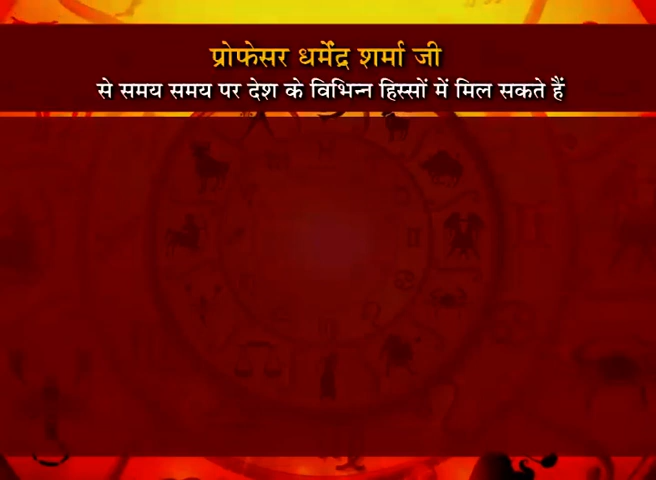 प्रोफेसर धर्मेंद्र शर्मा जी
से समय समय पर देश के विभिन्न हिस्सों में मिल सकते हैं